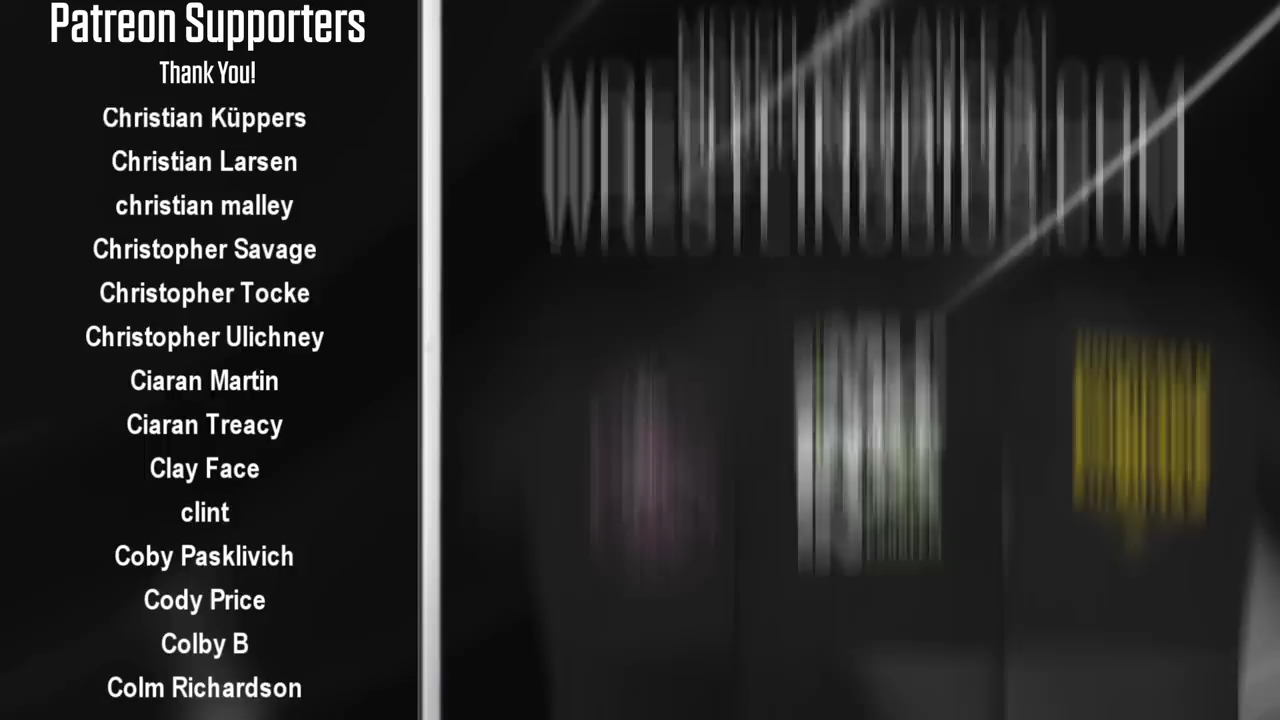 Patreon Supporters
Thank You!
Christian Küppers
Christian Larsen
christian malley
Christopher Savage
Christopher Tocke
Christopher Ulichney
Ciaran Martin
Ciaran Treacy
Clay Face
clint
Coby Pasklivich
Cody Price
Colby B
Colm Richardson